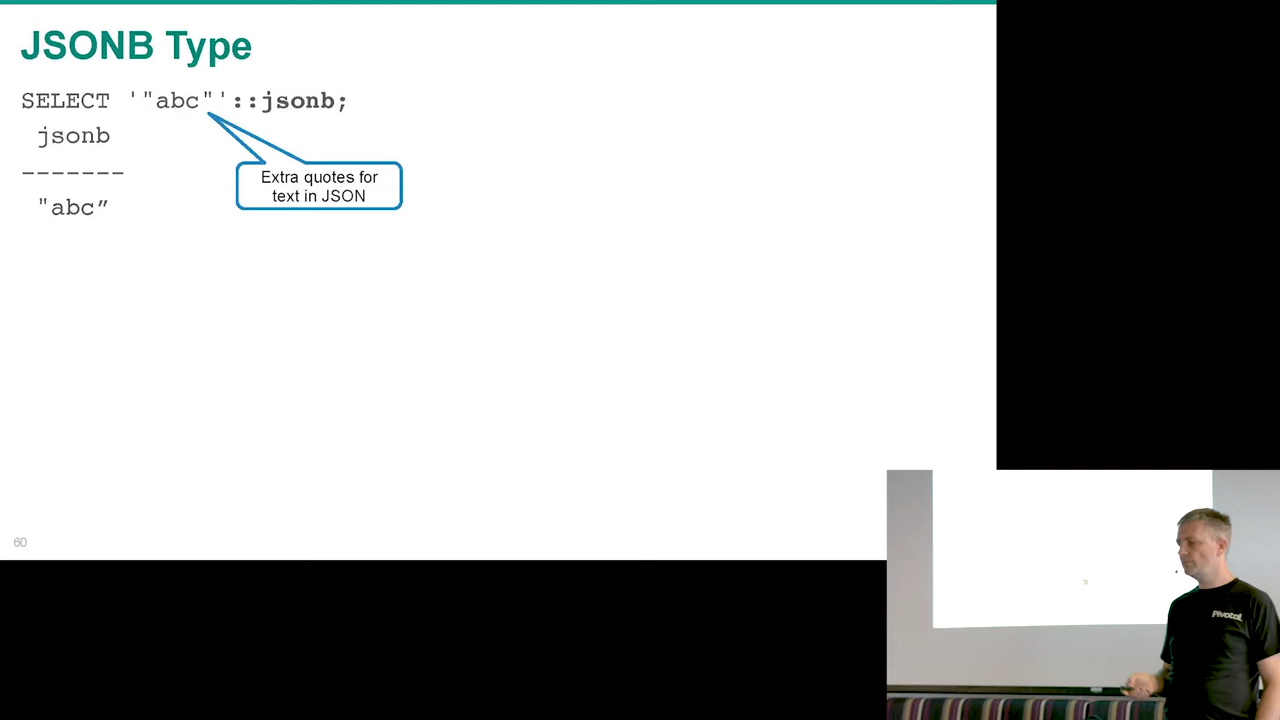 JSONB Type
SELECT '"abc"'::jsonb;
jsonb
-------
"abc”
Extra quotes for
text in JSON
60
Pivotal